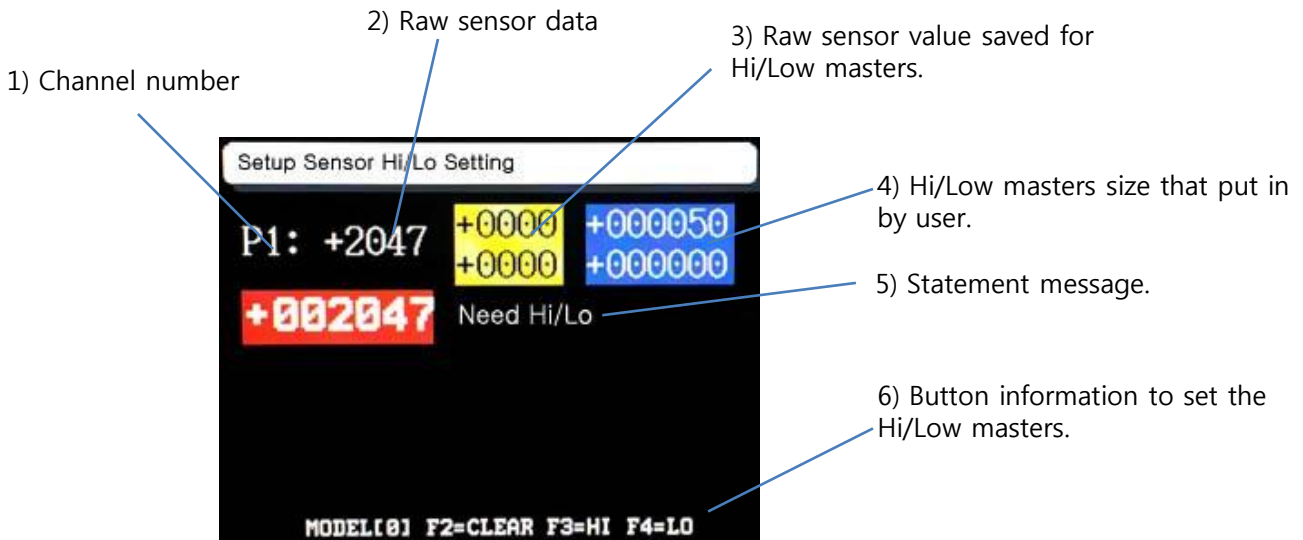 2) Raw sensor data
3) Raw sensor value saved for
Hi/Low masters.
1) Channel number
Setup Sensor Hi/Lo Setting
P1: +2047
+0000
+0000
+000050
+000000
4) Hi/Low masters size that put in
by user.
+002047
Need Hi/Lo
5) Statement message.
6) Button information to set the
Hi/Low masters.
MODEL[0] F2=CLEAR F3=HI F4=LO